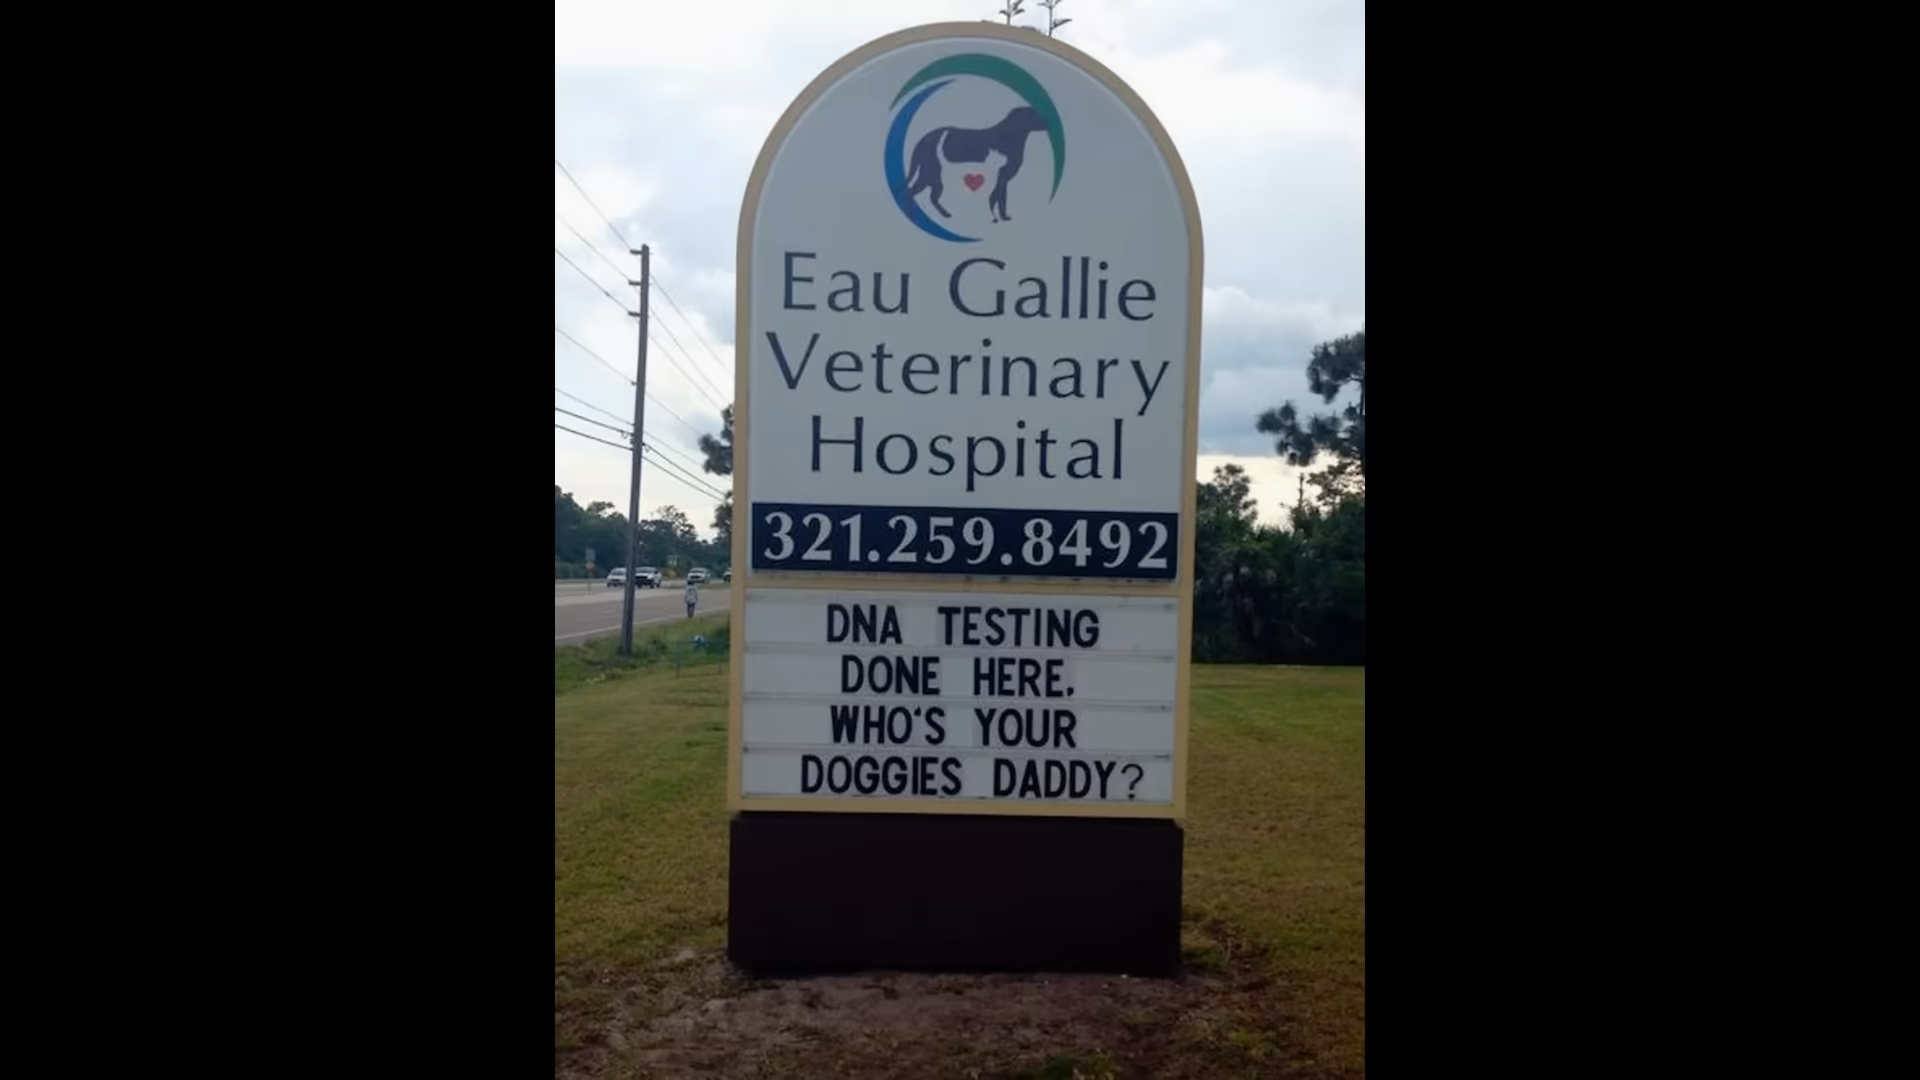 Eau Gallie
Veterinary
Hospital
321.259.8492
DNA TESTING
DONE HERE.
WHO'S YOUR
DOGGIES DADDY?